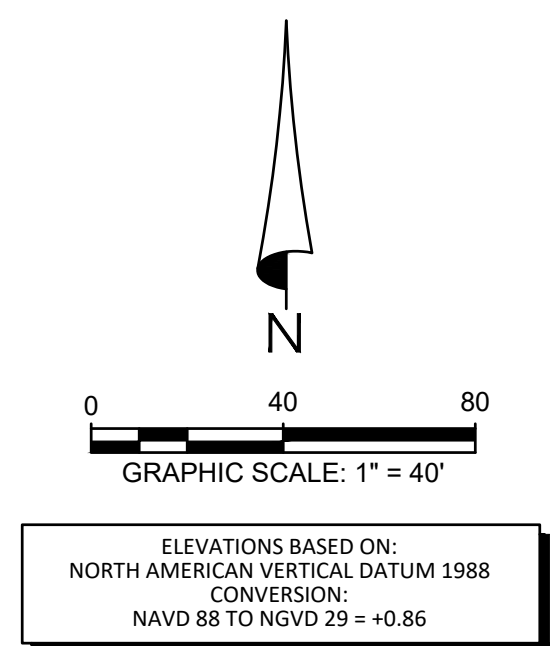 N
0 40 80
GRAPHIC SCALE: 1" = 40'
ELEVATIONS BASED ON:
NORTH AMERICAN VERTICAL DATUM 1988
CONVERSION:
NAVD 88 TO NGVD 29 = +0.86